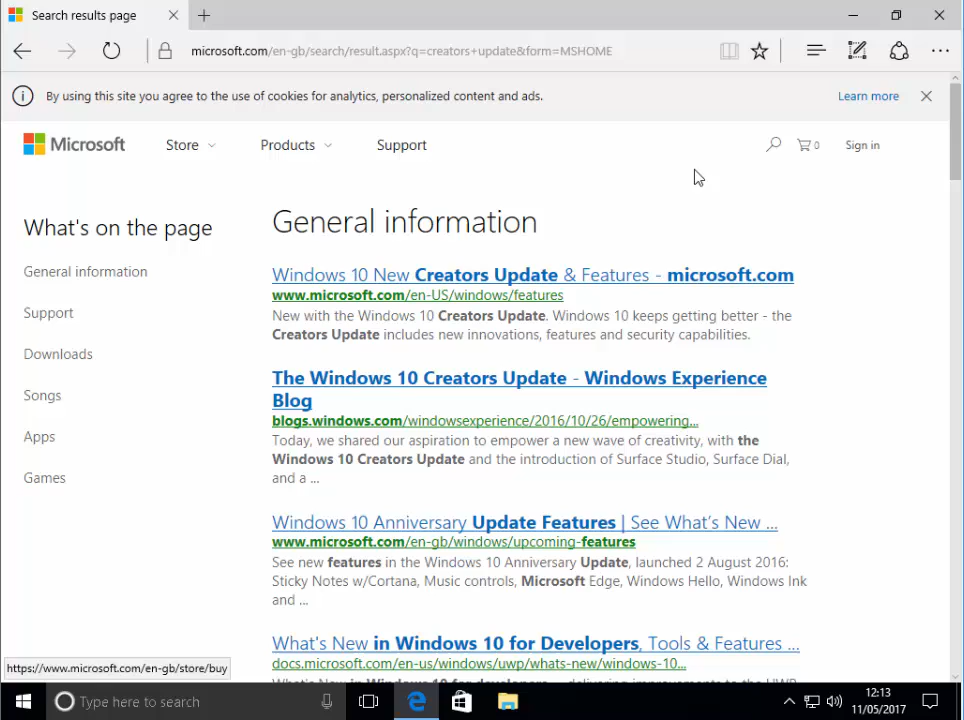 Search results page
microsoft.com/en-gb/search/result.aspx?q=creators+update&form=MSHOME
By using this site you agree to the use of cookies for analytics, personalized content and ads.
Learn more
Microsoft
Store
Products
Support
0
Sign in
What's on the page
General information
Support
Downloads
Songs
Apps
Games
General information
Windows 10 New Creators Update & Features - microsoft.com
www.microsoft.com/en-US/windows/features
New with the Windows 10 Creators Update. Windows 10 keeps getting better - the
Creators Update includes new innovations, features and security capabilities.
The Windows 10 Creators Update - Windows Experience
Blog
blogs.windows.com/windowsexperience/2016/10/26/empowering...
Today, we shared our aspiration to empower a new wave of creativity, with the
Windows 10 Creators Update and the introduction of Surface Studio, Surface Dial,
and a ...
Windows 10 Anniversary Update Features | See What's New ...
www.microsoft.com/en-gb/windows/upcoming-features
See new features in the Windows 10 Anniversary Update, launched 2 August 2016:
Sticky Notes w/Cortana, Music controls, Microsoft Edge, Windows Hello, Windows Ink
and ...
What's New in Windows 10 for Developers, Tools & Features ...
docs.microsoft.com/en-us/windows/uwp/whats-new/windows-10...
https://www.microsoft.com/en-gb/store/buy
Type here to search
12:13
11/05/2017